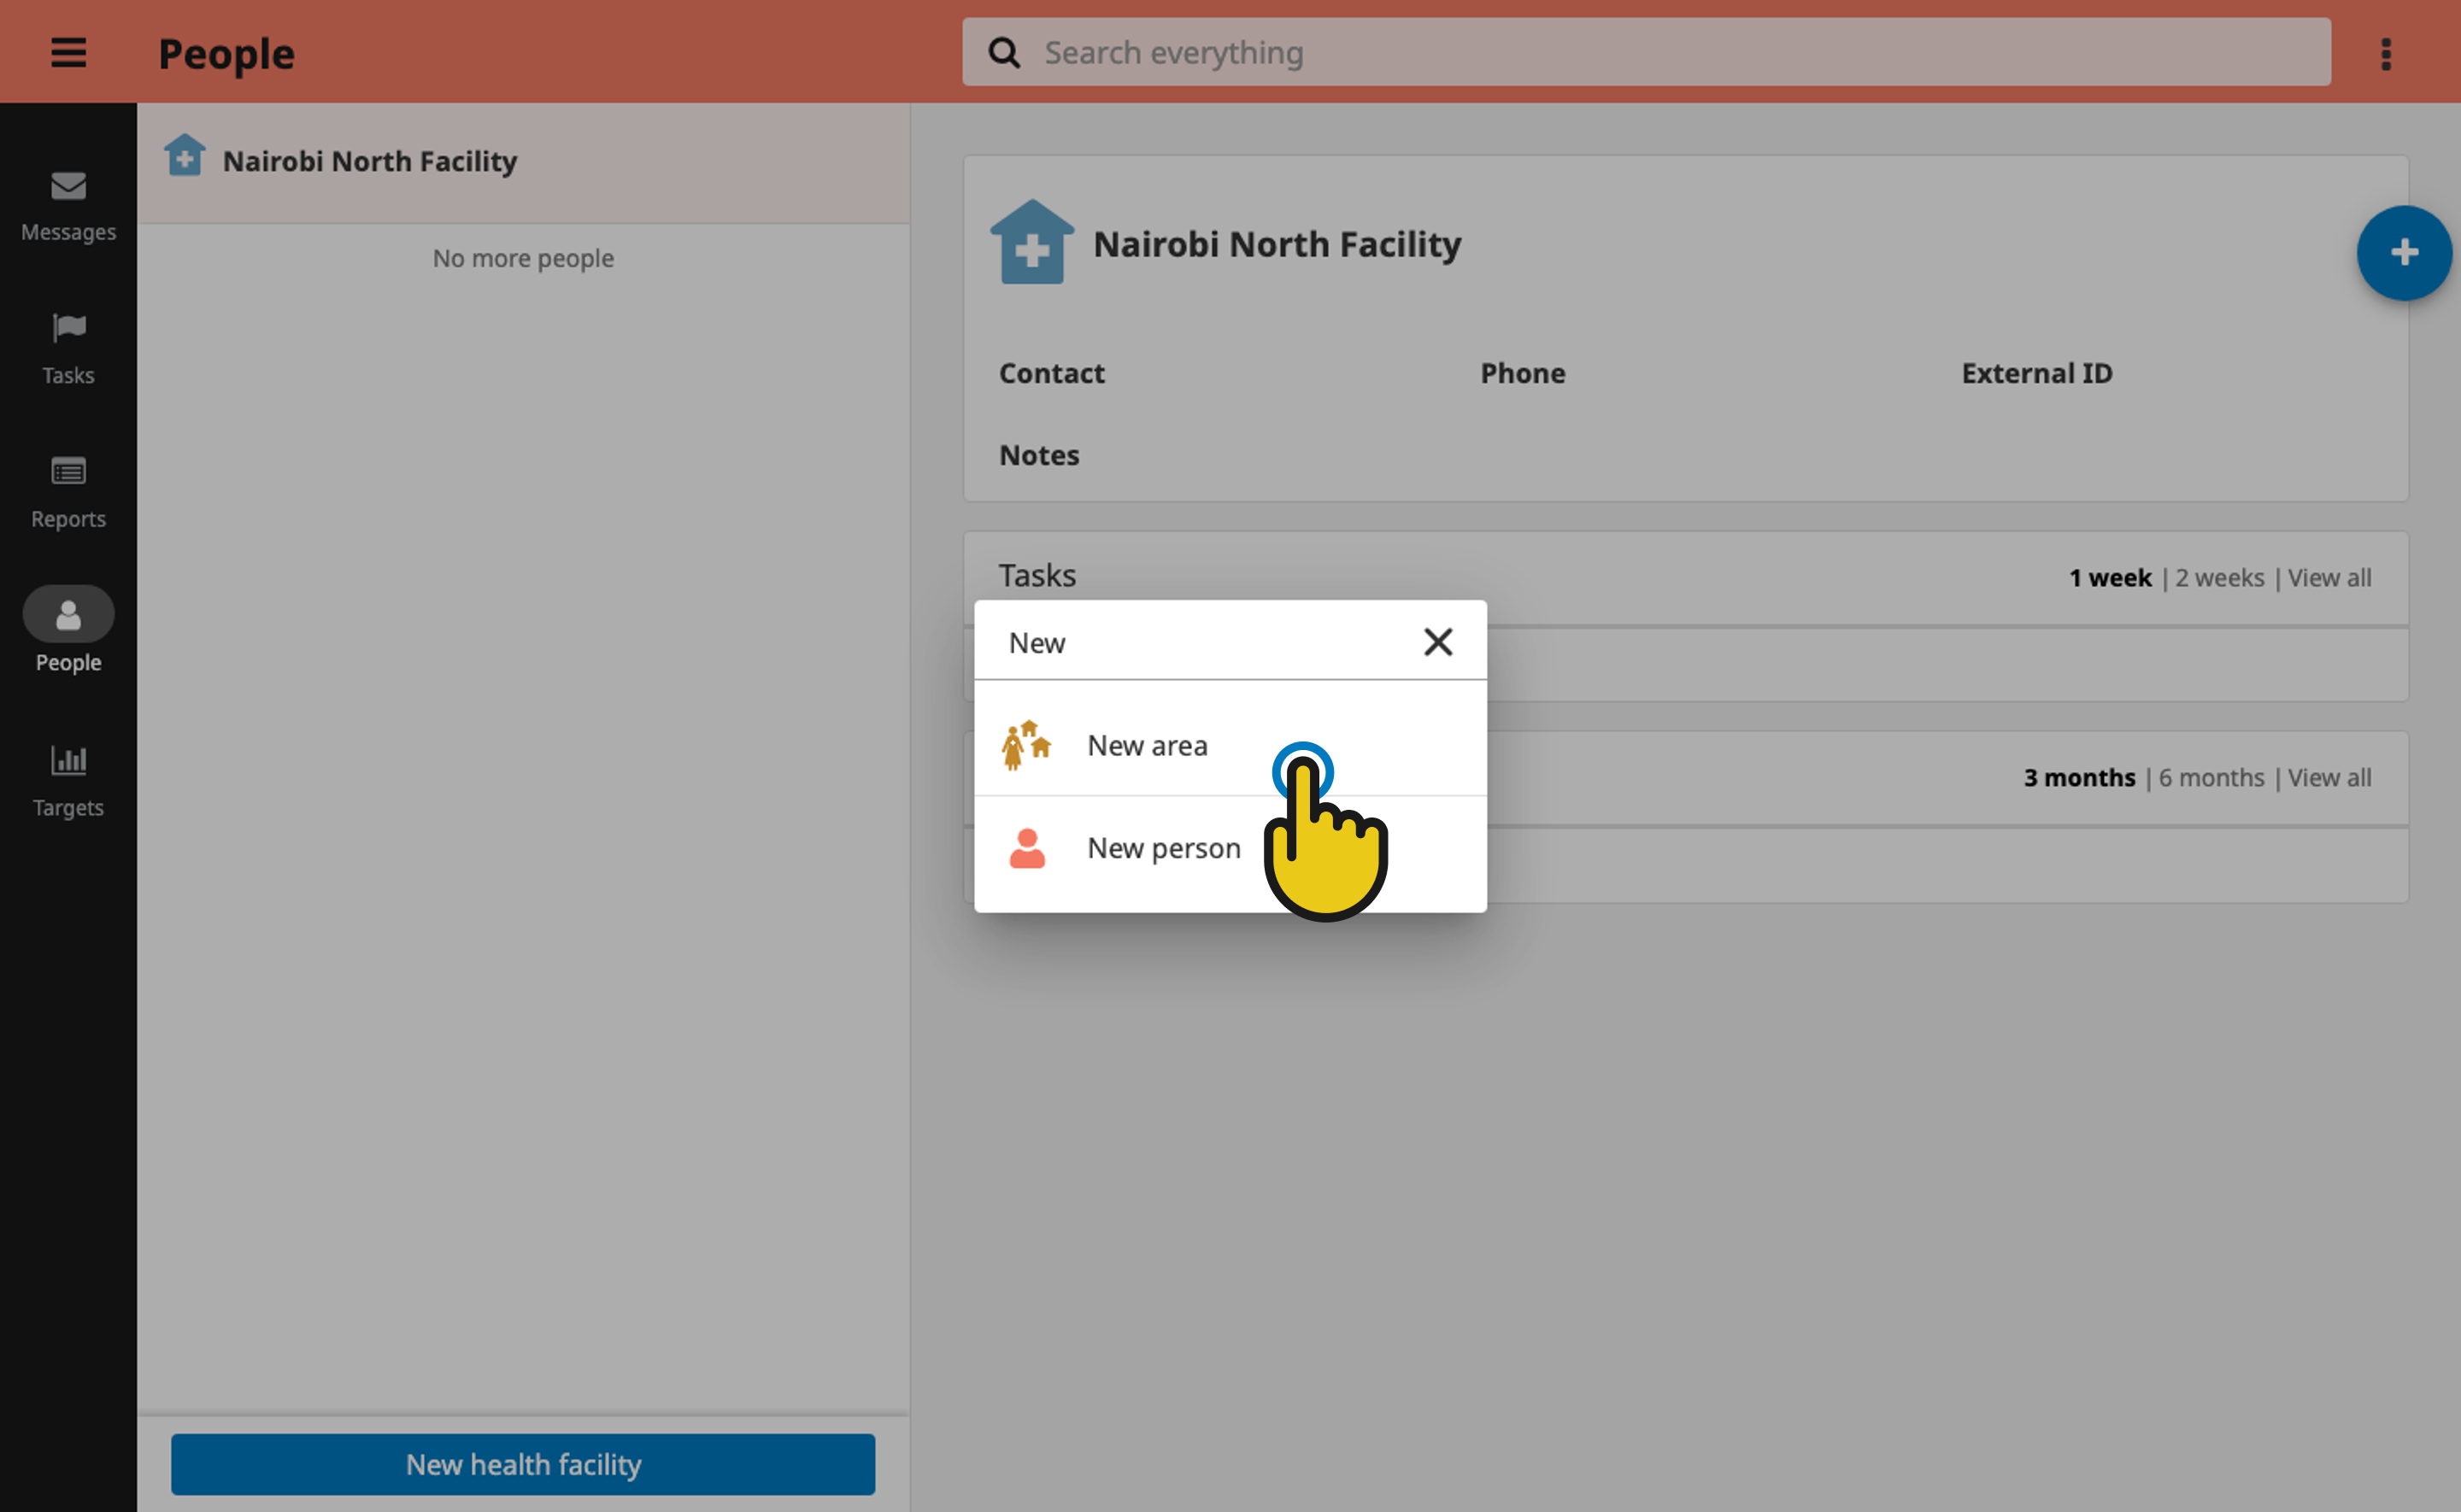 People
Search everything
Messages
Tasks
Reports
People
Targets
Nairobi North Facility
No more people
New health facility
Nairobi North Facility
Contact Phone External ID
Notes
Tasks 1 week | 2 weeks | View all
3 months | 6 months | View all
New
New area
New person